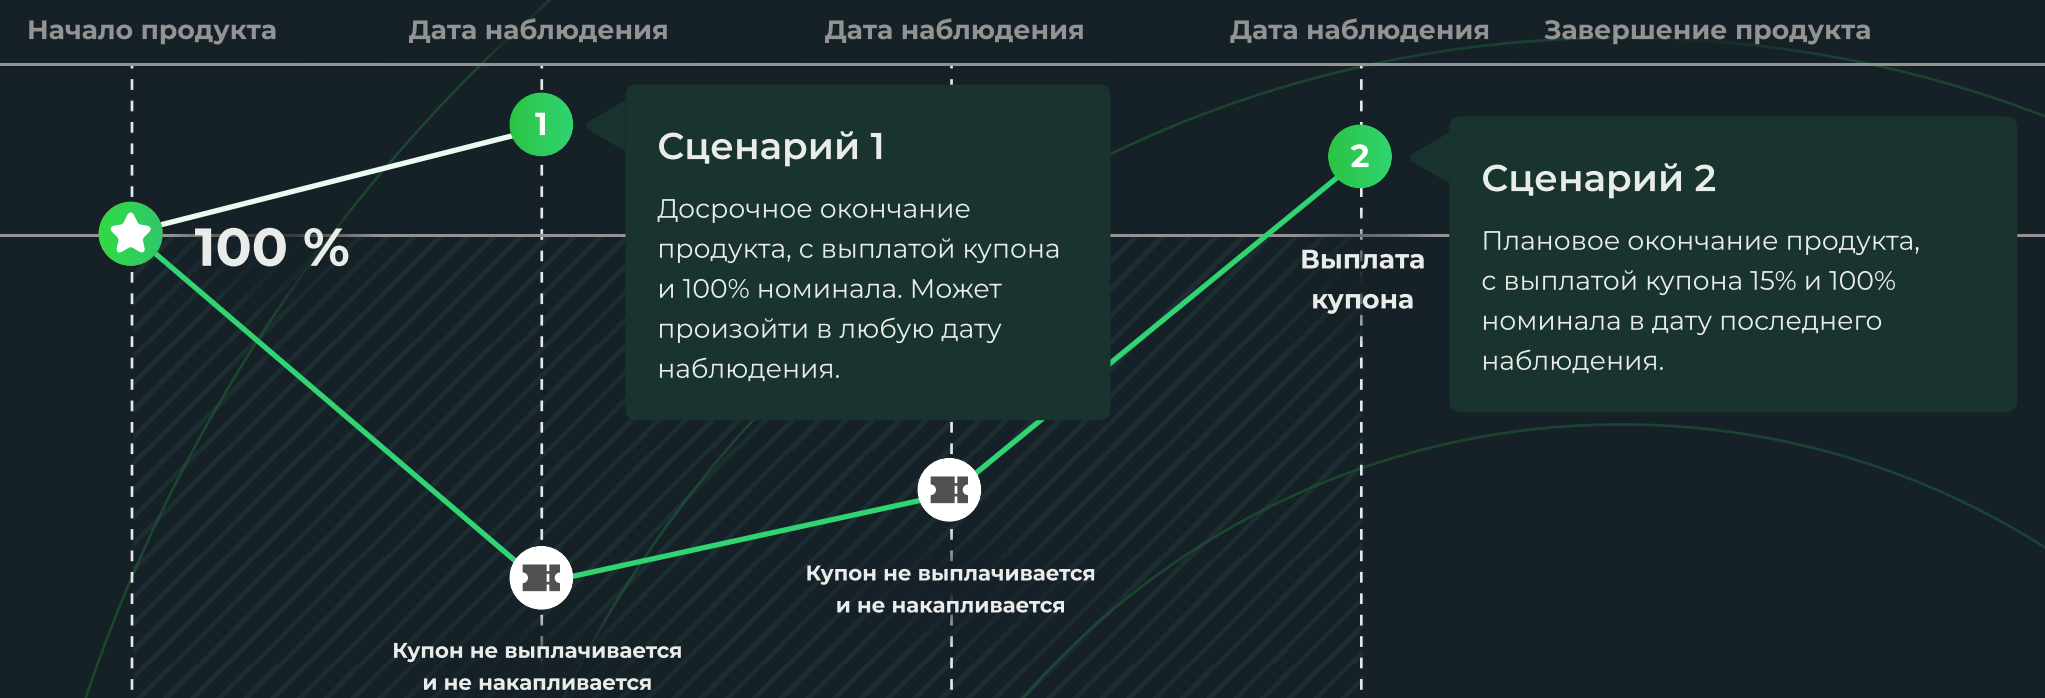 Начало продукта
Дата наблюдения
Дата наблюдения
Дата наблюдения
Завершение продукта
1
Сценарий 1
Досрочное окончание
продукта, с выплатой купона
и 100% номинала. Может
произойти в любую дату
наблюдения.
2
Сценарий 2
Плановое окончание продукта,
с выплатой купона 15% и 100%
номинала в дату последнего
наблюдения.
100 %
Выплата
купона
Купон не выплачивается
и не накапливается
Купон не выплачивается
и не накапливается